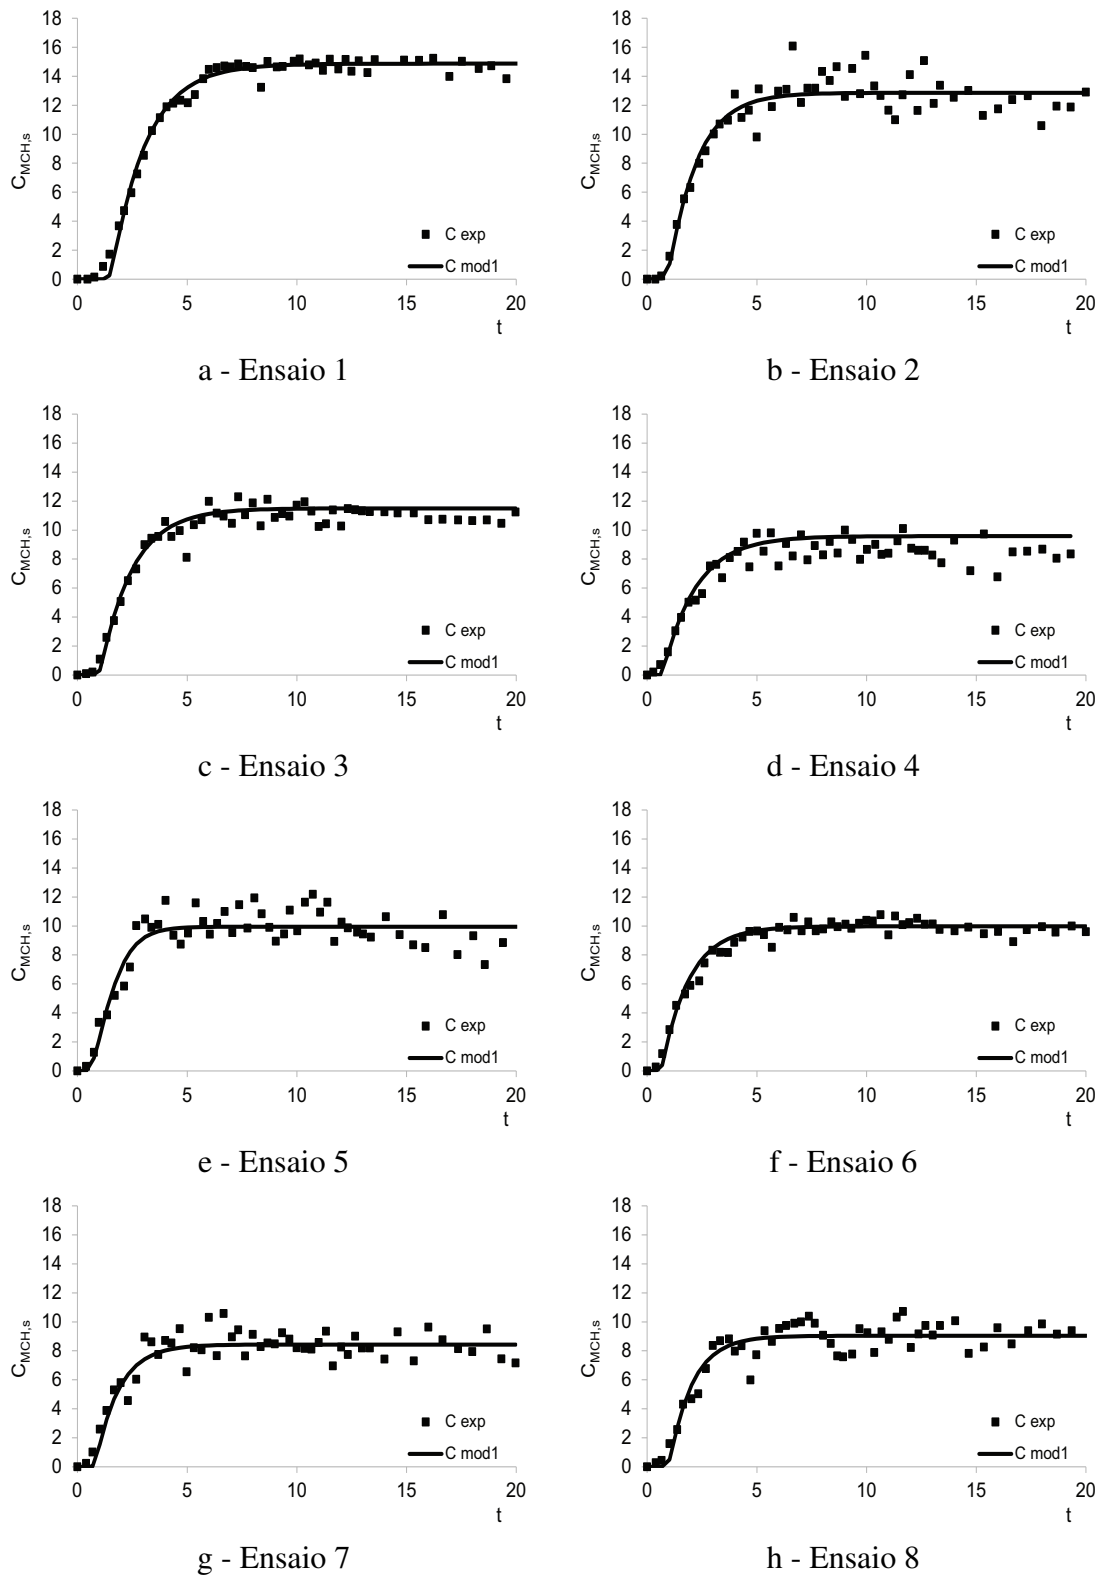 18
16
14
12
10
8
6
4
2
0
C_MCH,s
C exp
C mod1
0 5 10 15 20
t
a - Ensaio 1
18
16
14
12
10
8
6
4
2
0
C_MCH,s
C exp
C mod1
0 5 10 15 20
t
b - Ensaio 2
18
16
14
12
10
8
6
4
2
0
C_MCH,s
C exp
C mod1
0 5 10 15 20
t
c - Ensaio 3
18
16
14
12
10
8
6
4
2
0
C_MCH,s
C exp
C mod1
0 5 10 15 20
t
d - Ensaio 4
18
16
14
12
10
8
6
4
2
0
C_MCH,s
C exp
C mod1
0 5 10 15 20
t
e - Ensaio 5
18
16
14
12
10
8
6
4
2
0
C_MCH,s
C exp
C mod1
0 5 10 15 20
t
f - Ensaio 6
18
16
14
12
10
8
6
4
2
0
C_MCH,s
C exp
C mod1
0 5 10 15 20
t
g - Ensaio 7
18
16
14
12
10
8
6
4
2
0
C_MCH,s
C exp
C mod1
0 5 10 15 20
t
h - Ensaio 8